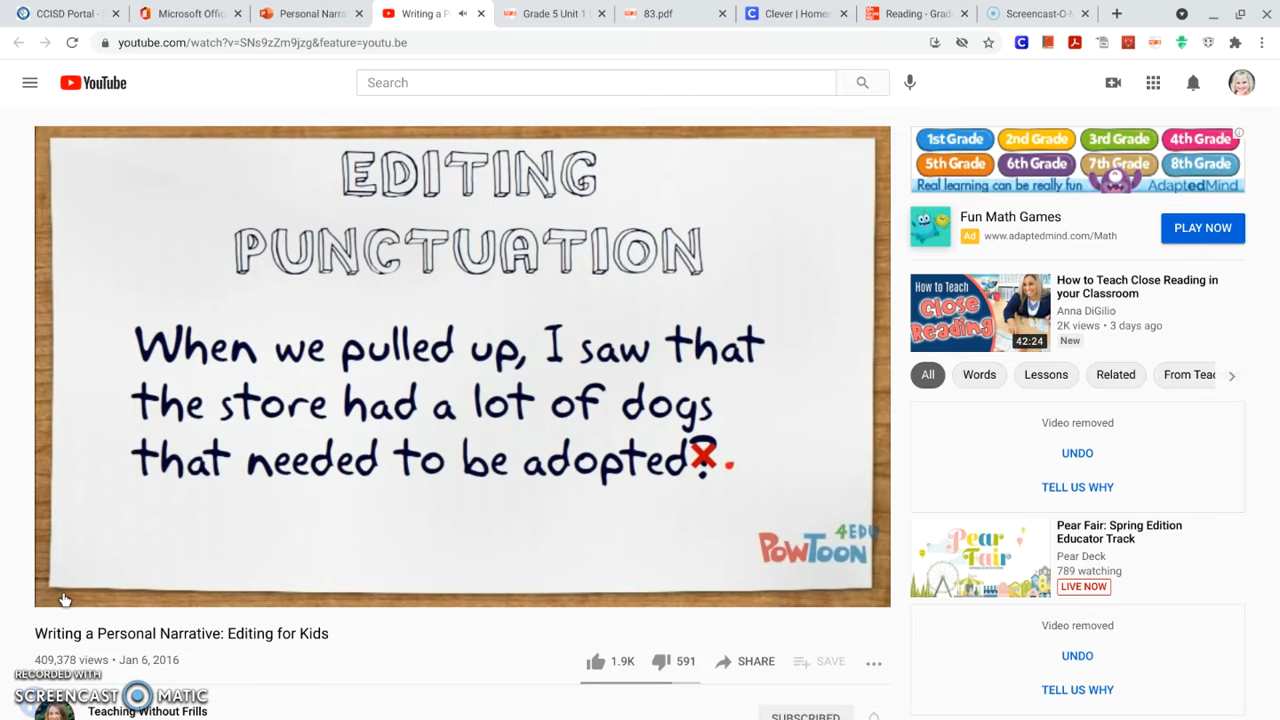 CCISD Portal -
Microsoft Offic
Personal Narra
Writing a P
Grade 5 Unit 1
83.pdf
Clever | Home
Reading - Grad
Screencast-O-M
youtube.com/watch?v=SNs9zZm9jzg&feature=youtu.be
YouTube
Search
EDITING
PUNCTUATION
When we pulled up, I saw that
the store had a lot of dogs
that needed to be adopted?.
POWTOON
4EDU
Writing a Personal Narrative: Editing for Kids
409,378 views • Jan 6, 2016
1.9K
591
SHARE
SAVE
RECORDED WITH
SCREENCAST MATIC
Teaching Without Frills
SUBSCRIBED
1st Grade
2nd Grade
3rd Grade
4th Grade
5th Grade
6th Grade
7th Grade
8th Grade
Real learning can be really fun
AdaptedMind
Fun Math Games
Ad www.adaptedmind.com/Math
PLAY NOW
How to Teach
Close
Reading
42:24
How to Teach Close Reading in
your Classroom
Anna DiGilio
2K views • 3 days ago
New
All
Words
Lessons
Related
From Teac
Video removed
UNDO
TELL US WHY
Pear
Fair
Pear Fair: Spring Edition
Educator Track
Pear Deck
789 watching
LIVE NOW
Video removed
UNDO
TELL US WHY